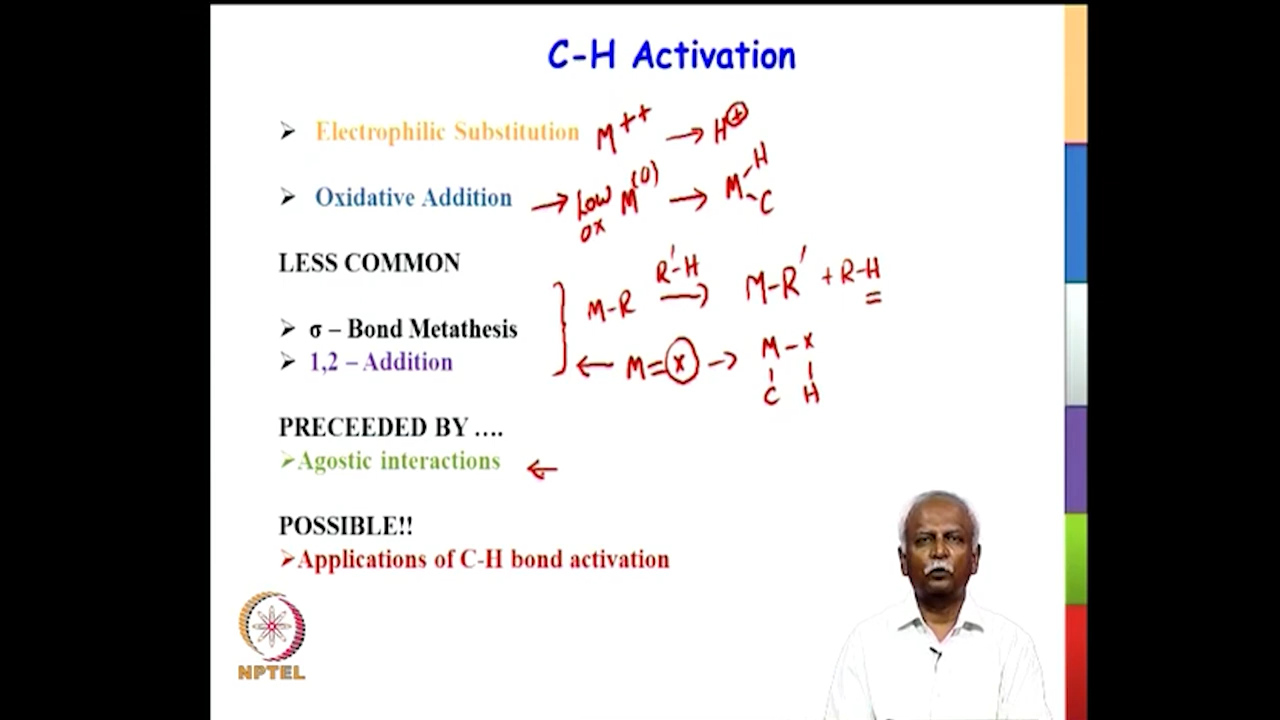 C-H Activation
➢ Electrophilic Substitution M++ → H⊕
➢ Oxidative Addition → Low ox M(0) → M H C
LESS COMMON
➢ σ – Bond Metathesis M-R R'-H → M-R' + R-H
➢ 1,2 – Addition ← M=X → M-X C H
PRECEEDED BY ….
➢Agostic interactions ←
POSSIBLE!!
➢Applications of C-H bond activation
NPTEL